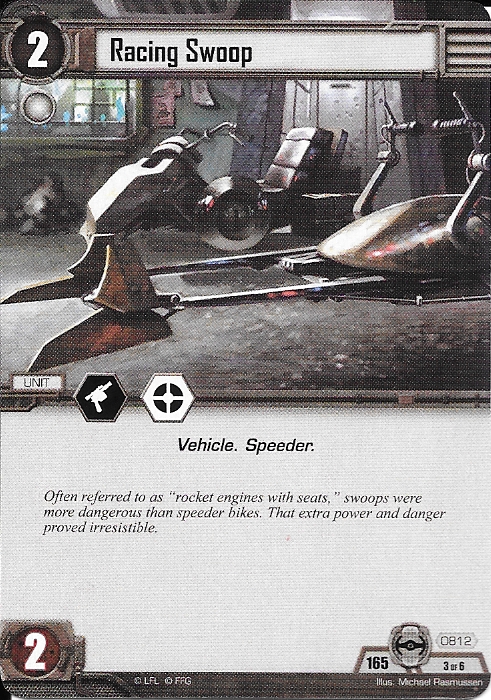 2
Racing Swoop
UNIT
Vehicle. Speeder.
Often referred to as “rocket engines with seats,” swoops were
more dangerous than speeder bikes. That extra power and danger
proved irresistible.
2
165
0812
3 OF 6
© LFL © FFG
Illus. Michael Rasmussen